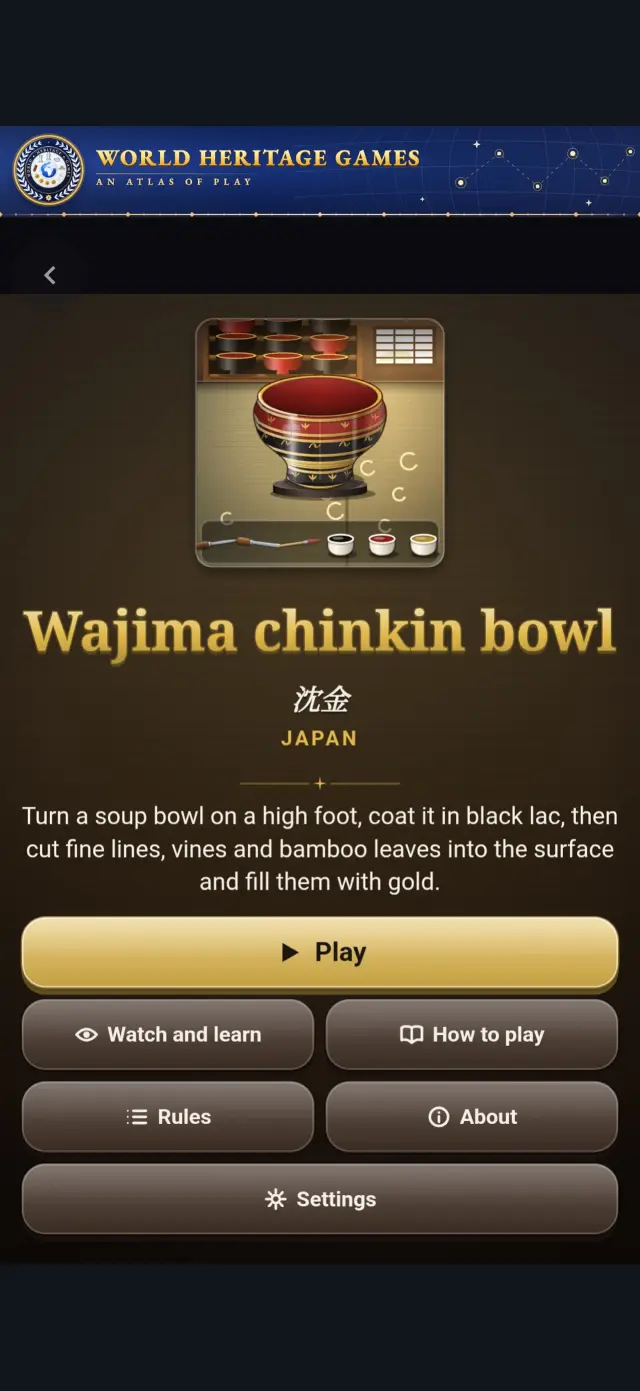 WORLD HERITAGE GAMES
AN ATLAS OF PLAY
Wajima chinkin bowl
沈金
JAPAN
Turn a soup bowl on a high foot, coat it in black lac, then
cut fine lines, vines and bamboo leaves into the surface
and fill them with gold.
Play
Watch and learn
How to play
Rules
About
Settings